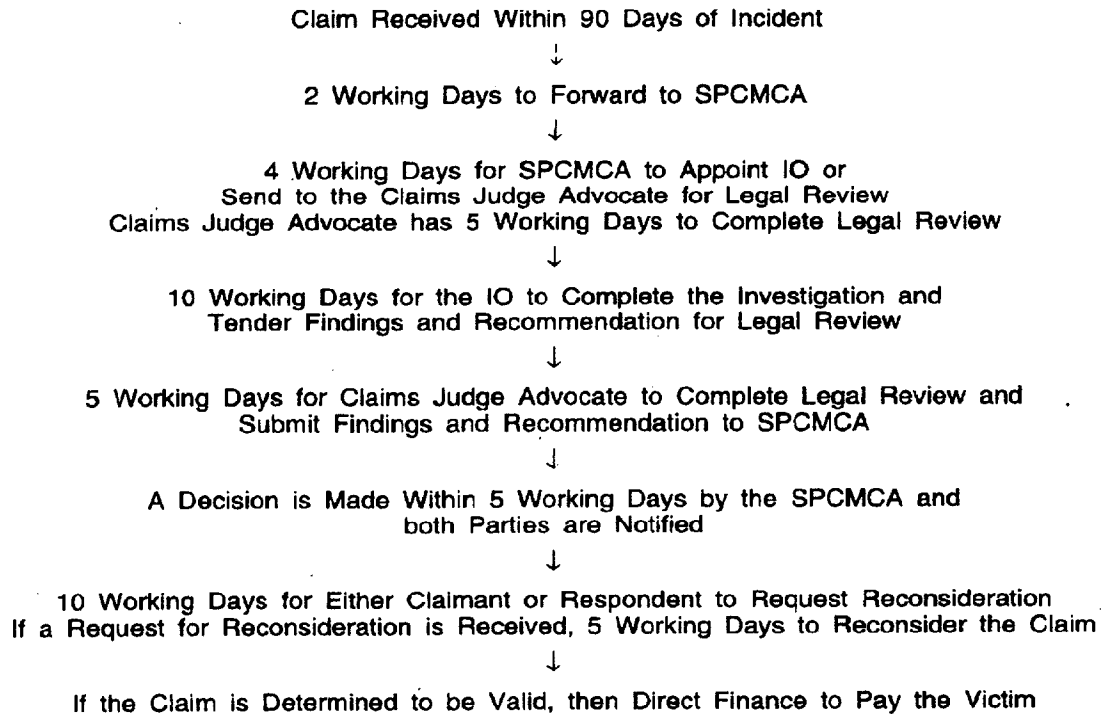 Claim Received Within 90 Days of Incident
↓
2 Working Days to Forward to SPCMCA
↓
4 Working Days for SPCMCA to Appoint IO or
Send to the Claims Judge Advocate for Legal Review
Claims Judge Advocate has 5 Working Days to Complete Legal Review
↓
10 Working Days for the IO to Complete the Investigation and
Tender Findings and Recommendation for Legal Review
↓
5 Working Days for Claims Judge Advocate to Complete Legal Review and
Submit Findings and Recommendation to SPCMCA
↓
A Decision is Made Within 5 Working Days by the SPCMCA and
both Parties are Notified
↓
10 Working Days for Either Claimant or Respondent to Request Reconsideration
If a Request for Reconsideration is Received, 5 Working Days to Reconsider the Claim
↓
If the Claim is Determined to be Valid, then Direct Finance to Pay the Victim